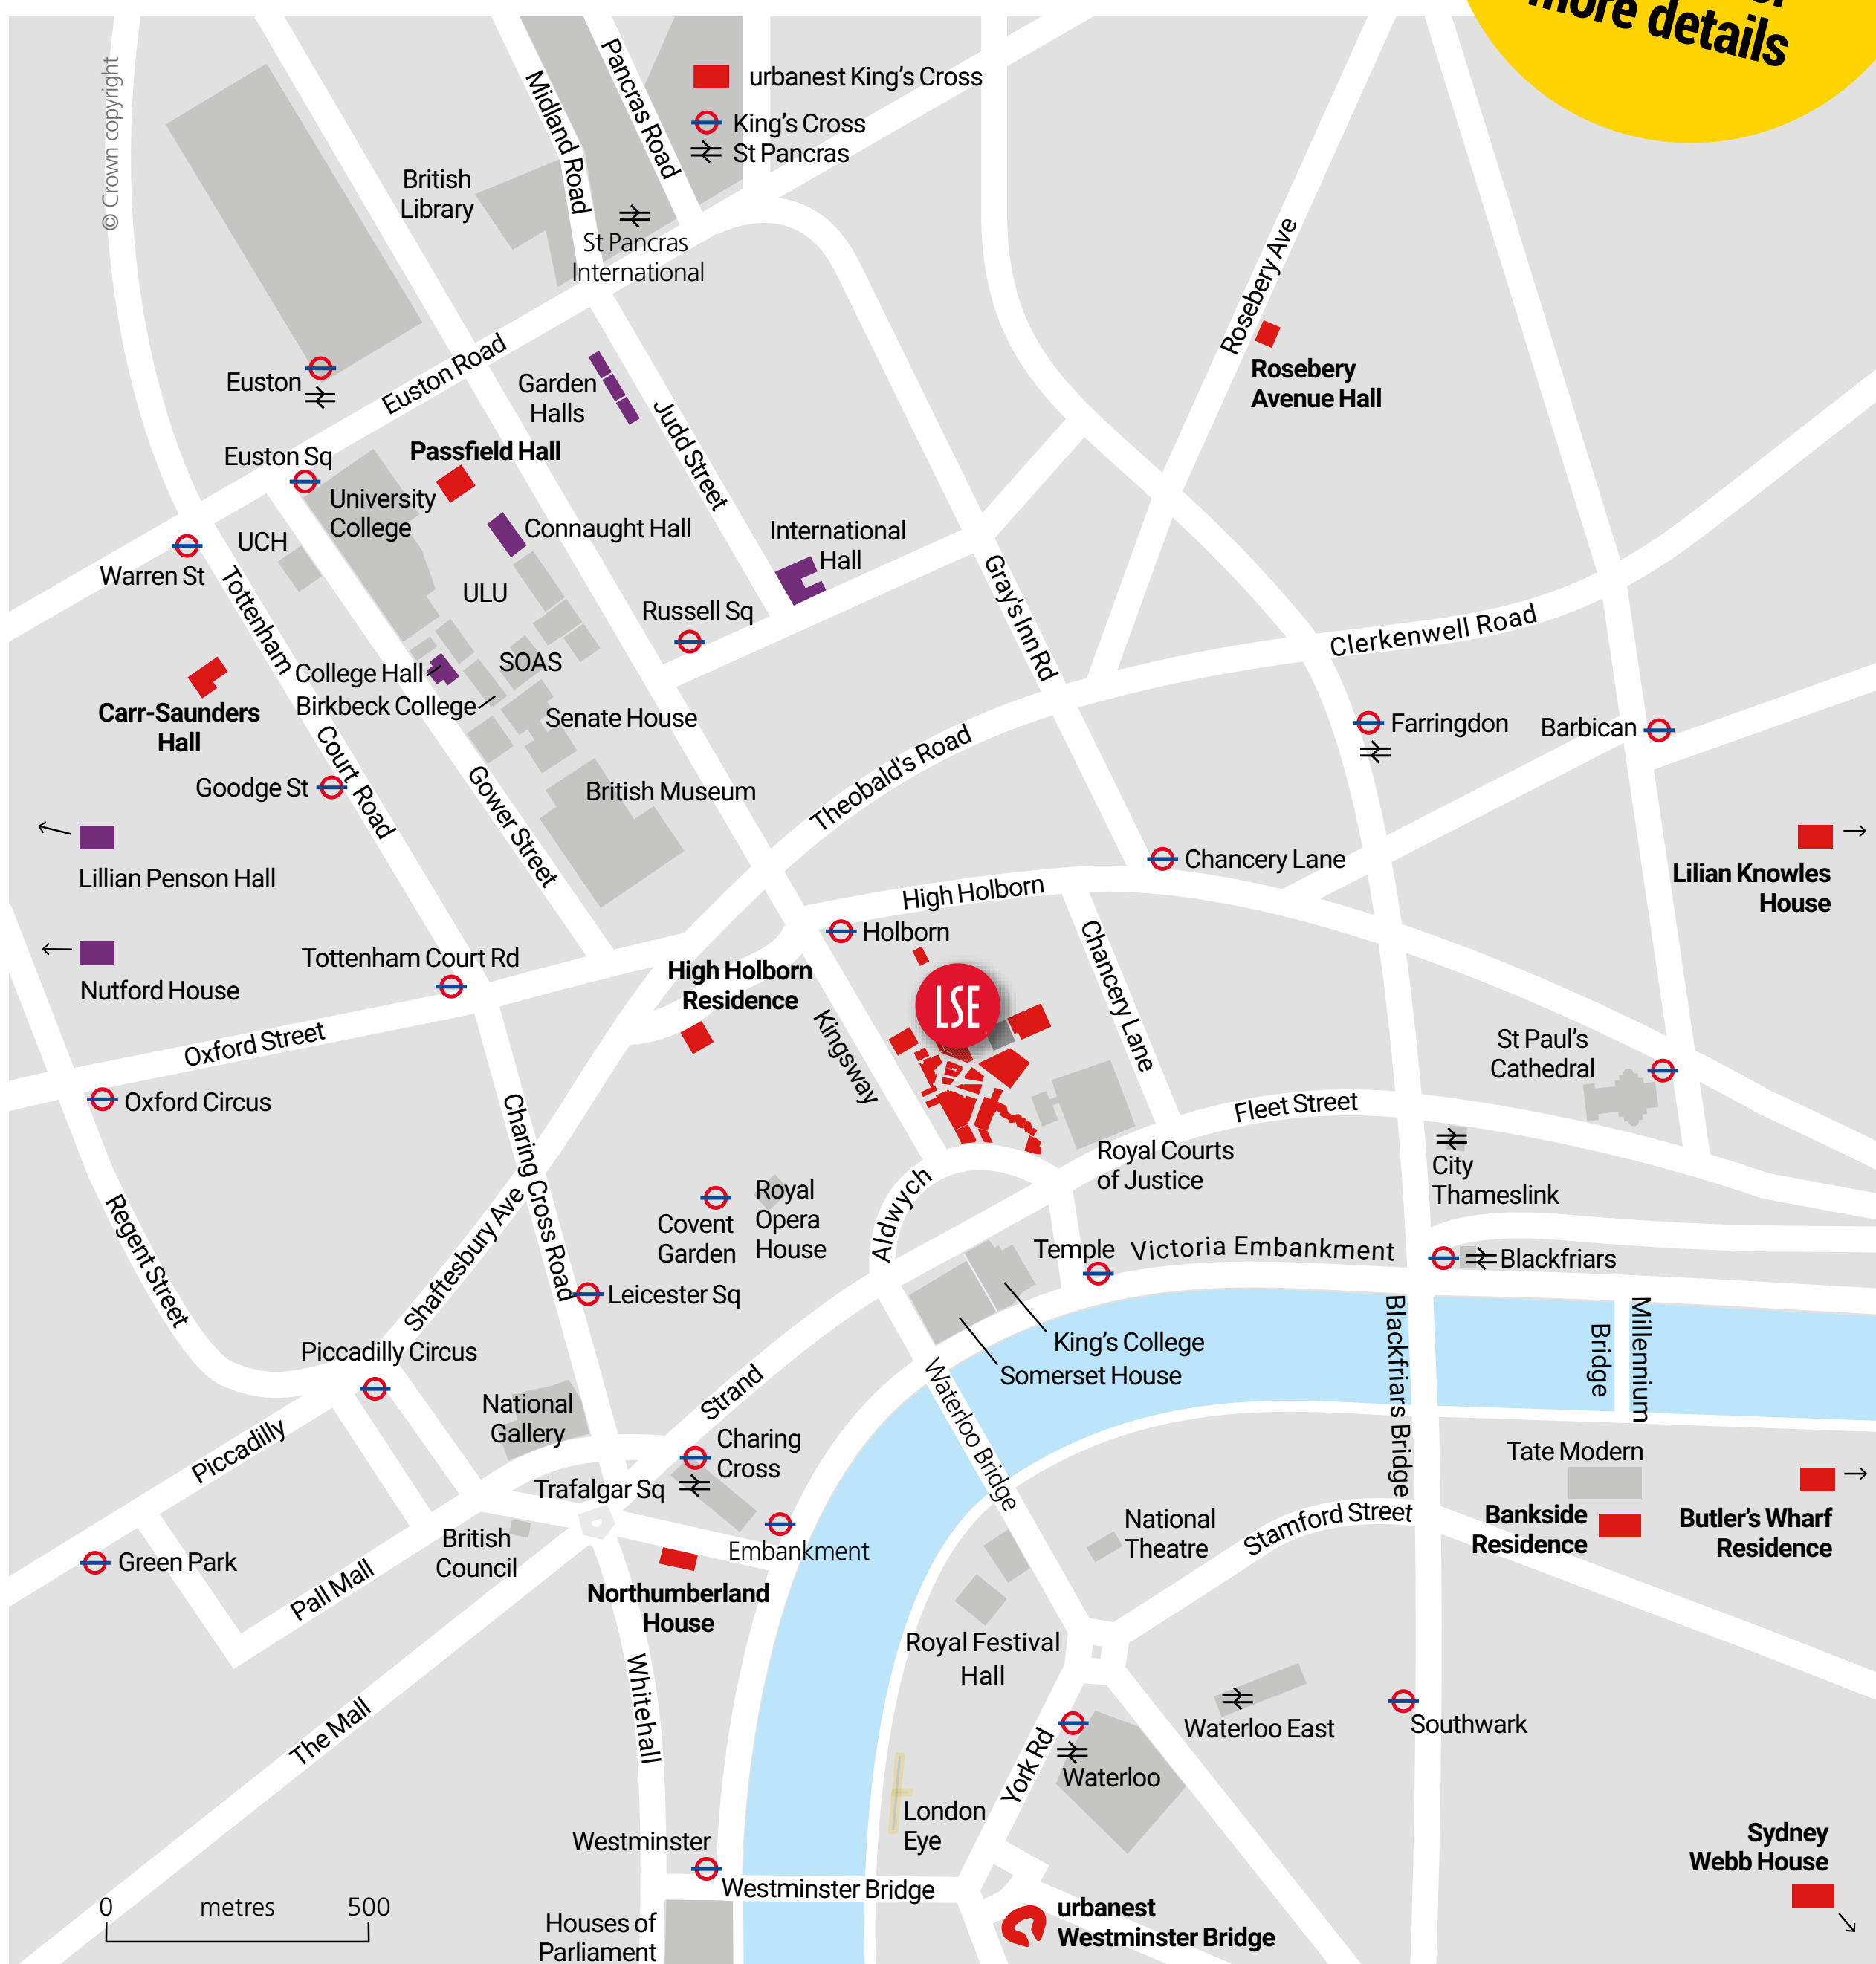 more details
© Crown copyright
Midland Road
Pancras Road
urbanest King's Cross
King's Cross
St Pancras
British
Library
St Pancras
International
Rosebery Ave
Rosebery
Avenue Hall
Euston
Euston Road
Garden
Halls
Judd Street
Passfield Hall
Euston Sq
University
College
Connaught Hall
International
Hall
UCH
Warren St
Tottenham
Court Road
ULU
Russell Sq
Gray's Inn Rd
Clerkenwell Road
College Hall
SOAS
Birkbeck College
Senate House
Carr-Saunders
Hall
Farringdon
Barbican
Theobald's Road
Goodge St
Gower Street
British Museum
Lillian Penson Hall
Chancery Lane
Lilian Knowles
House
High Holborn
Holborn
Chancery Lane
Tottenham Court Rd
High Holborn
Residence
Nutford House
LSE
Kingsway
Oxford Street
St Paul's
Cathedral
Oxford Circus
Charing Cross Road
Fleet Street
Royal Courts
of Justice
City
Thameslink
Regent Street
Shaftesbury Ave
Covent
Garden
Royal
Opera
House
Aldwych
Temple
Victoria Embankment
Blackfriars
Leicester Sq
King's College
Somerset House
Blackfriars Bridge
Millennium
Bridge
Piccadilly Circus
National
Gallery
Strand
Waterloo Bridge
Piccadilly
Charing
Cross
Trafalgar Sq
Tate Modern
Bankside
Residence
Butler's Wharf
Residence
National
Theatre
Stamford Street
British
Council
Embankment
Green Park
Pall Mall
Northumberland
House
Royal Festival
Hall
Whitehall
The Mall
Waterloo East
Southwark
York Rd
Waterloo
London
Eye
Westminster
Sydney
Webb House
Westminster Bridge
0 metres 500
Houses of
Parliament
urbanest
Westminster Bridge